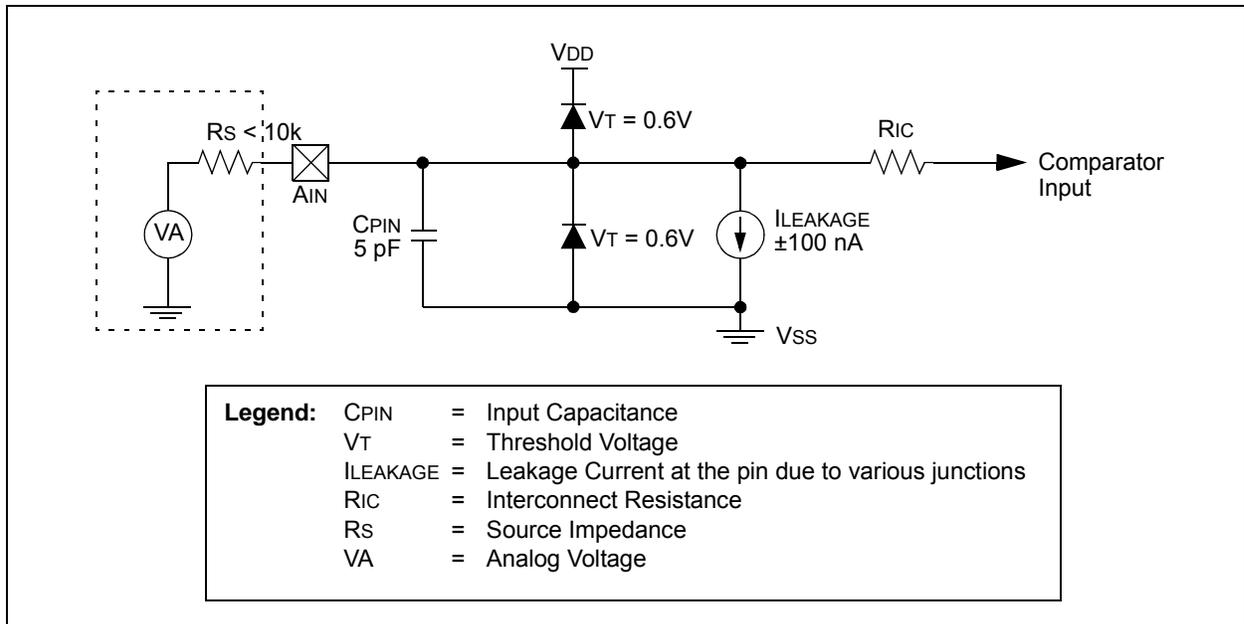 VDD
VT = 0.6V
RS < 10k
RIC
AIN
Comparator
Input
VA
CPIN
5 pF
VT = 0.6V
ILEAKAGE
±100 nA
VSS
Legend: CPIN = Input Capacitance
VT = Threshold Voltage
ILEAKAGE = Leakage Current at the pin due to various junctions
RIC = Interconnect Resistance
RS = Source Impedance
VA = Analog Voltage